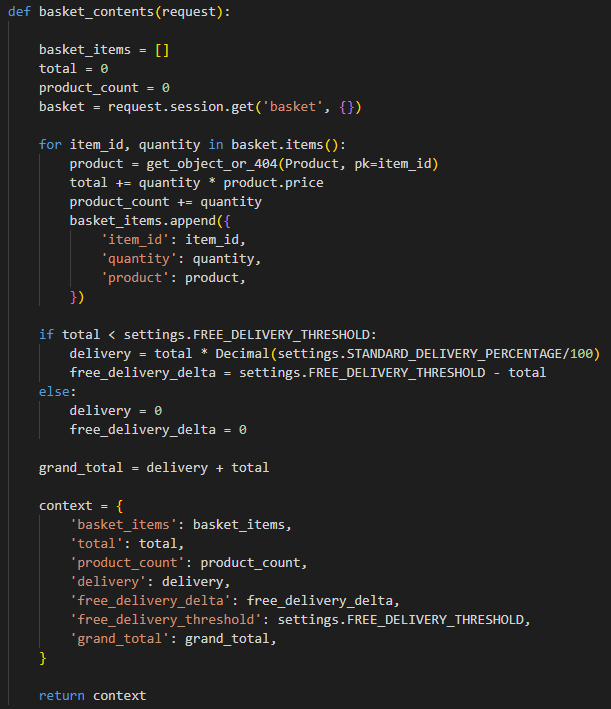 def basket_contents(request):

    basket_items = []
    total = 0
    product_count = 0
    basket = request.session.get('basket', {})

    for item_id, quantity in basket.items():
        product = get_object_or_404(Product, pk=item_id)
        total += quantity * product.price
        product_count += quantity
        basket_items.append({
            'item_id': item_id,
            'quantity': quantity,
            'product': product,
        })

    if total < settings.FREE_DELIVERY_THRESHOLD:
        delivery = total * Decimal(settings.STANDARD_DELIVERY_PERCENTAGE/100)
        free_delivery_delta = settings.FREE_DELIVERY_THRESHOLD - total
    else:
        delivery = 0
        free_delivery_delta = 0

    grand_total = delivery + total

    context = {
        'basket_items': basket_items,
        'total': total,
        'product_count': product_count,
        'delivery': delivery,
        'free_delivery_delta': free_delivery_delta,
        'free_delivery_threshold': settings.FREE_DELIVERY_THRESHOLD,
        'grand_total': grand_total,
    }

    return context